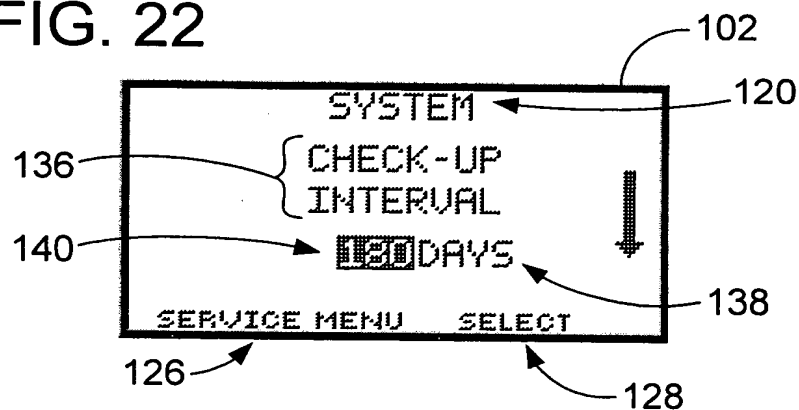 FIG. 22
102
SYSTEM
120
136
CHECK-UP
INTERVAL
140
180 DAYS
138
SERVICE MENU SELECT
126
128